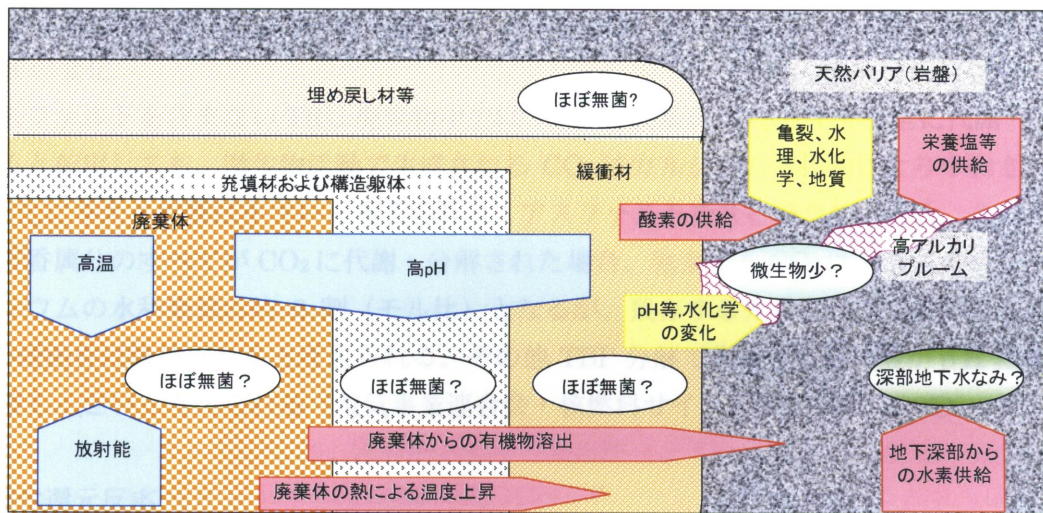 天然バリア(岩盤)
埋め戻し材等
ほぼ無菌?
亀裂、水
理、水化
学、地質
栄養塩等
の供給
緩衝材
充填材および構造躯体
廃棄体
酸素の供給
高温
高pH
高アルカリ
プルーム
微生物少?
がCO₂に代謝
pH等,水化学
の変化
ほぼ無菌?
ほぼ無菌?
ほぼ無菌?
深部地下水なみ?
放射能
廃棄体からの有機物溶出
地下深部か
らの水素供給
廃棄体の熱による温度上昇